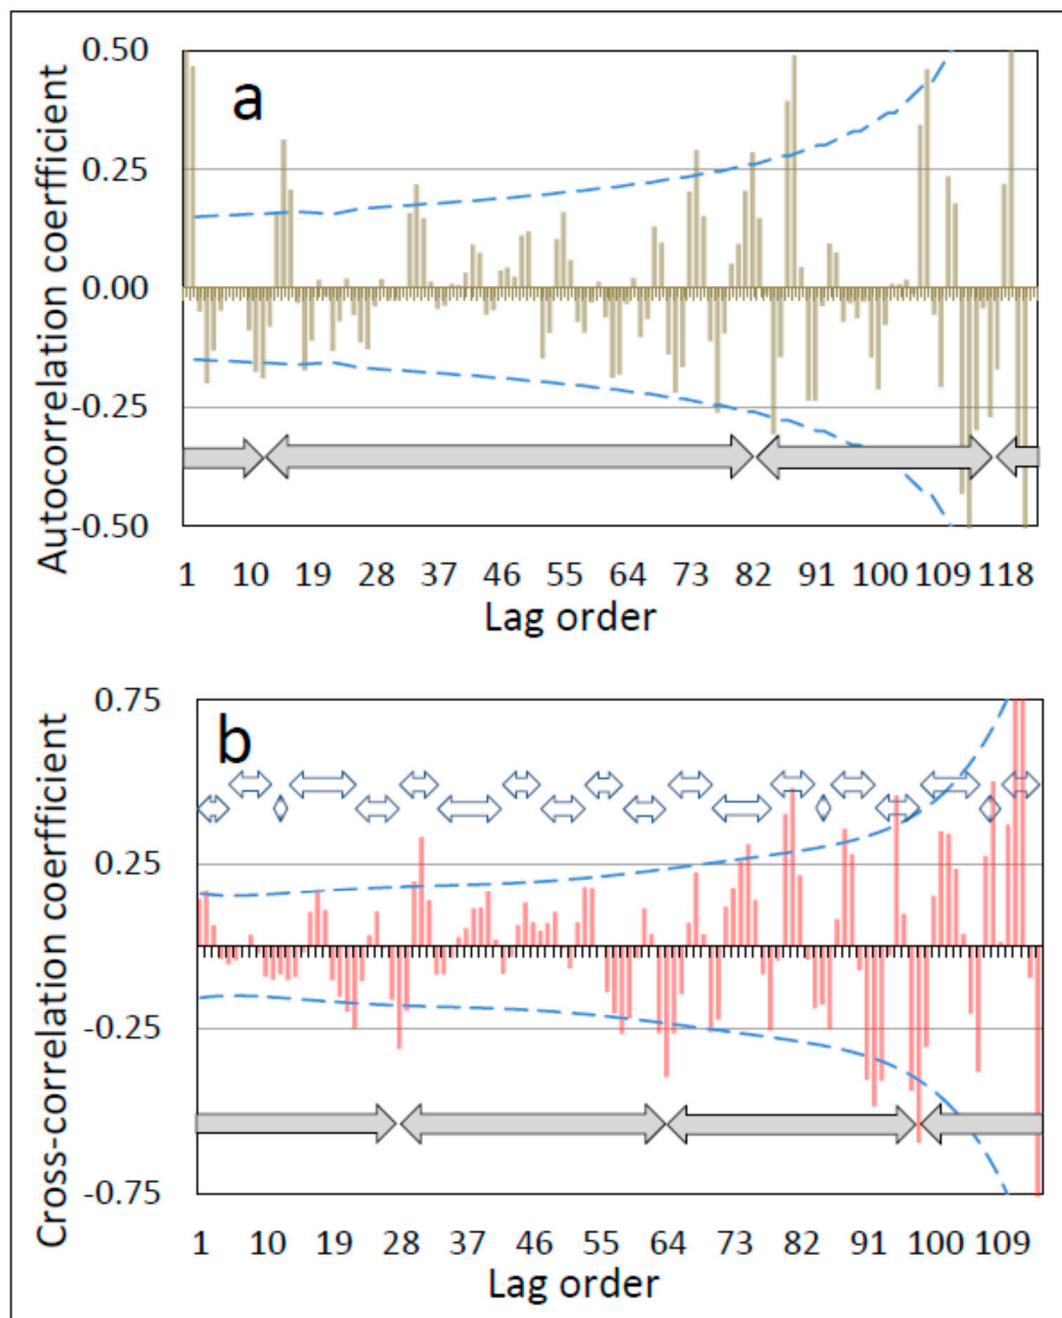 0.50
a
0.25
0.00
-0.25
-0.50
Autocorrelation coerfficient
1 10 19 28 37 46 55 64 73 82 91 100 109 118
Lag order
0.75
b
0.25
-0.25
-0.75
Cross-correlation coerfficient
1 10 19 28 37 46 55 64 73 82 91 100 109
Lag order